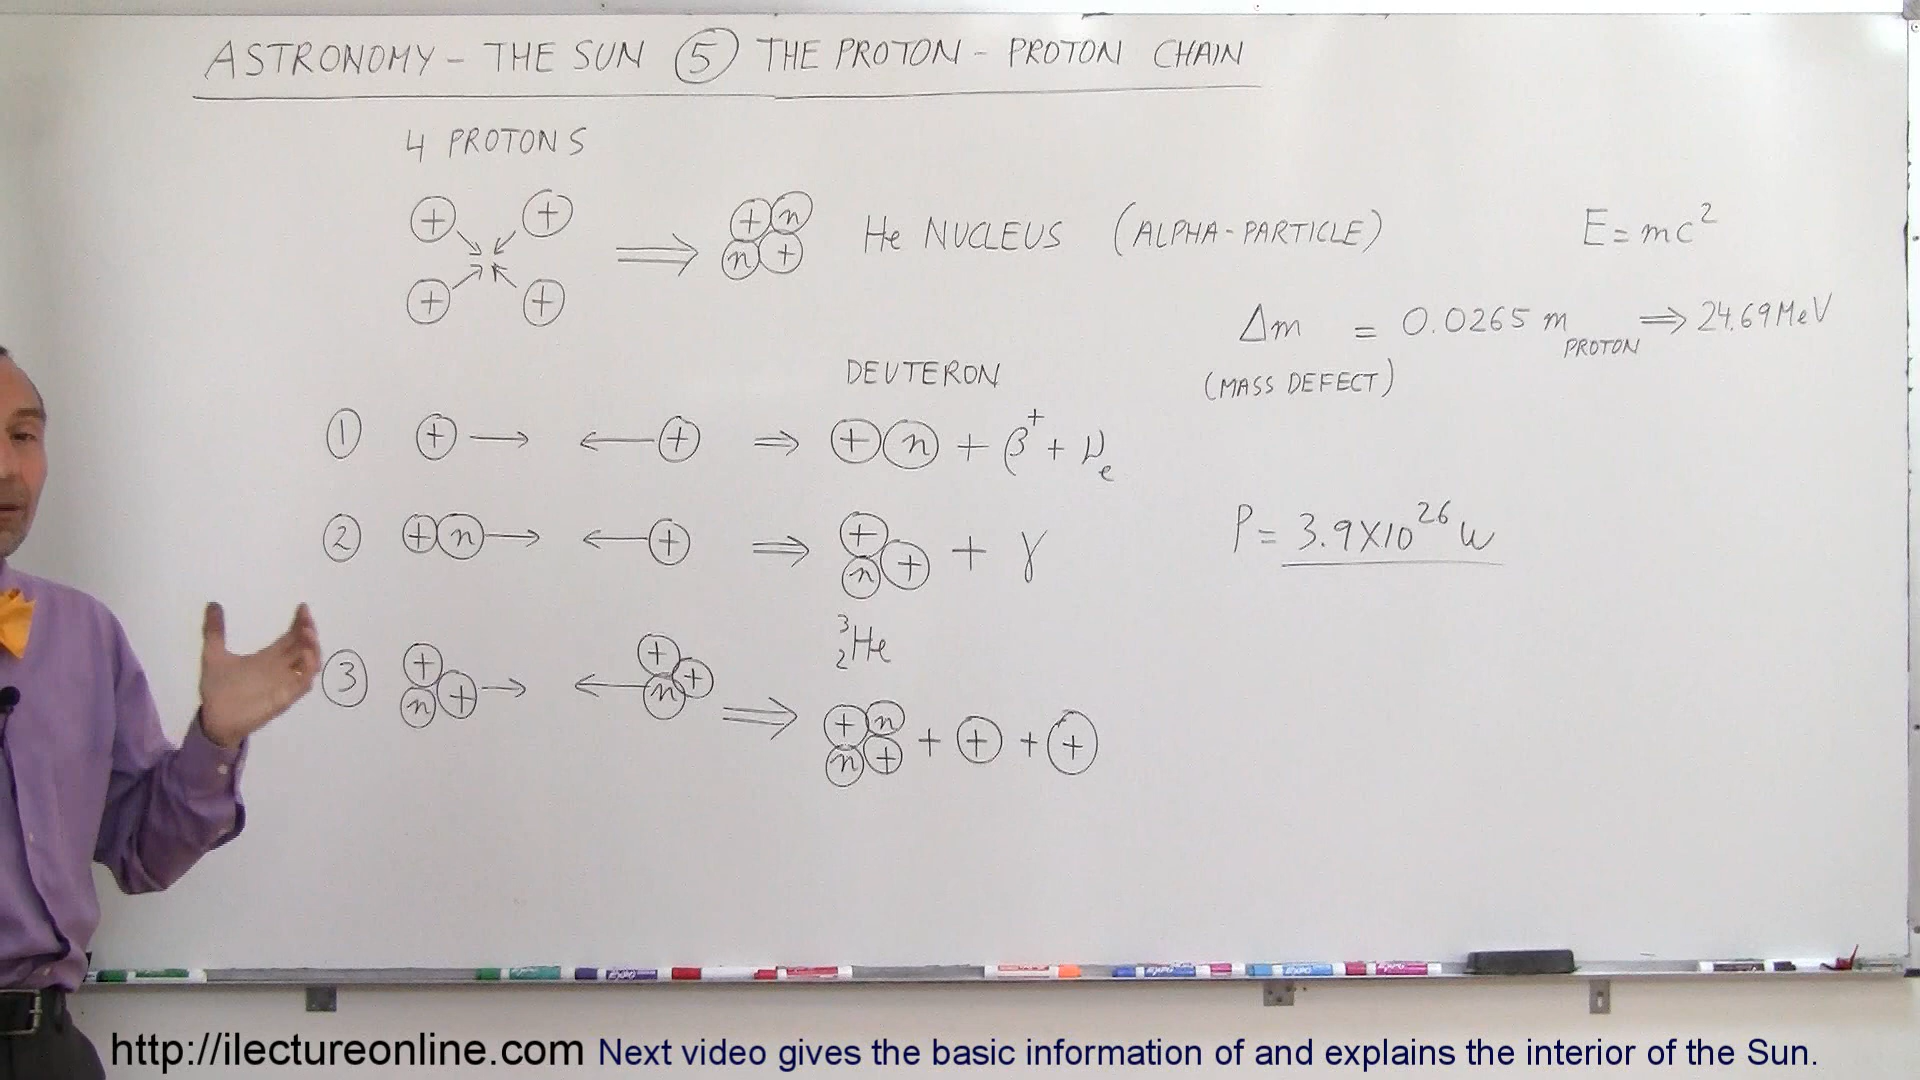 ASTRONOMY - THE SUN ⑤ THE PROTON - PROTON CHAIN
4 PROTONS
+ + ⇒ + n n + He NUCLEUS (ALPHA-PARTICLE) E = mc²
+ +
Δm = 0.0265 m PROTON ⇒ 24.69 MeV
(MASS DEFECT)
DEUTERON
① + → ← + ⇒ + n + β⁺ + νe
② + n → ← + ⇒ + n + + γ
P = 3.9X10²⁶ W
³₂He
③ + n + → ← + n + ⇒ + n n + + + + +
http://ilectureonline.com Next video gives the basic information of and explains the interior of the Sun.